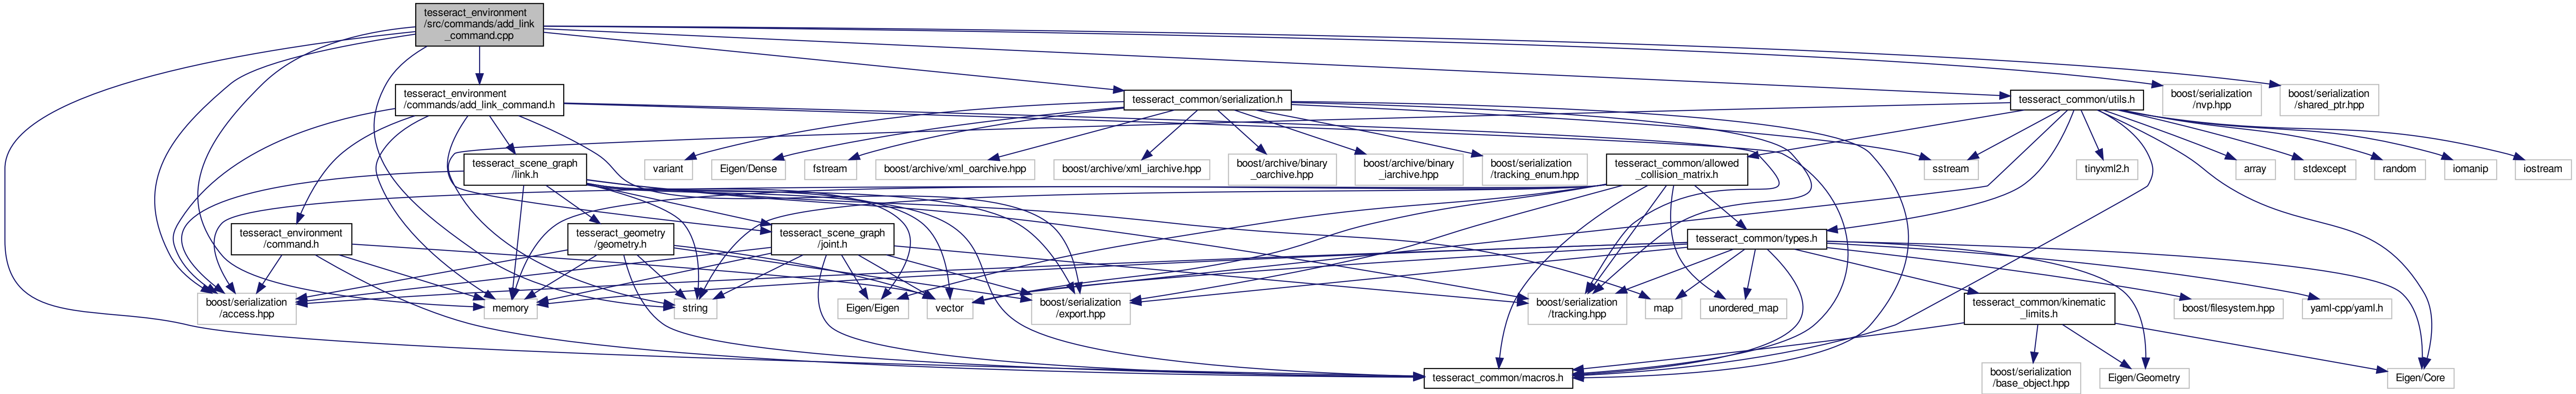 tesseract_environment
/src/commands/add_link
_command.cpp
tesseract_environment
/commands/add_link_command.h
tesseract_common/serialization.h
tesseract_common/utils.h
boost/serialization
/nvp.hpp
boost/serialization
/shared_ptr.hpp
tesseract_scene_graph
/link.h
variant
Eigen/Dense
fstream
boost/archive/xml_oarchive.hpp
boost/archive/xml_iarchive.hpp
boost/archive/binary
_oarchive.hpp
boost/archive/binary
_iarchive.hpp
boost/serialization
/tracking_enum.hpp
tesseract_common/allowed
_collision_matrix.h
sstream
tinyxml2.h
array
stdexcept
random
iomanip
iostream
tesseract_environment
/command.h
tesseract_geometry
/geometry.h
tesseract_scene_graph
/joint.h
tesseract_common/types.h
boost/serialization
/access.hpp
memory
string
Eigen/Eigen
vector
boost/serialization
/export.hpp
boost/serialization
/tracking.hpp
map
unordered_map
tesseract_common/kinematic
_limits.h
boost/filesystem.hpp
yaml-cpp/yaml.h
tesseract_common/macros.h
boost/serialization
/base_object.hpp
Eigen/Geometry
Eigen/Core